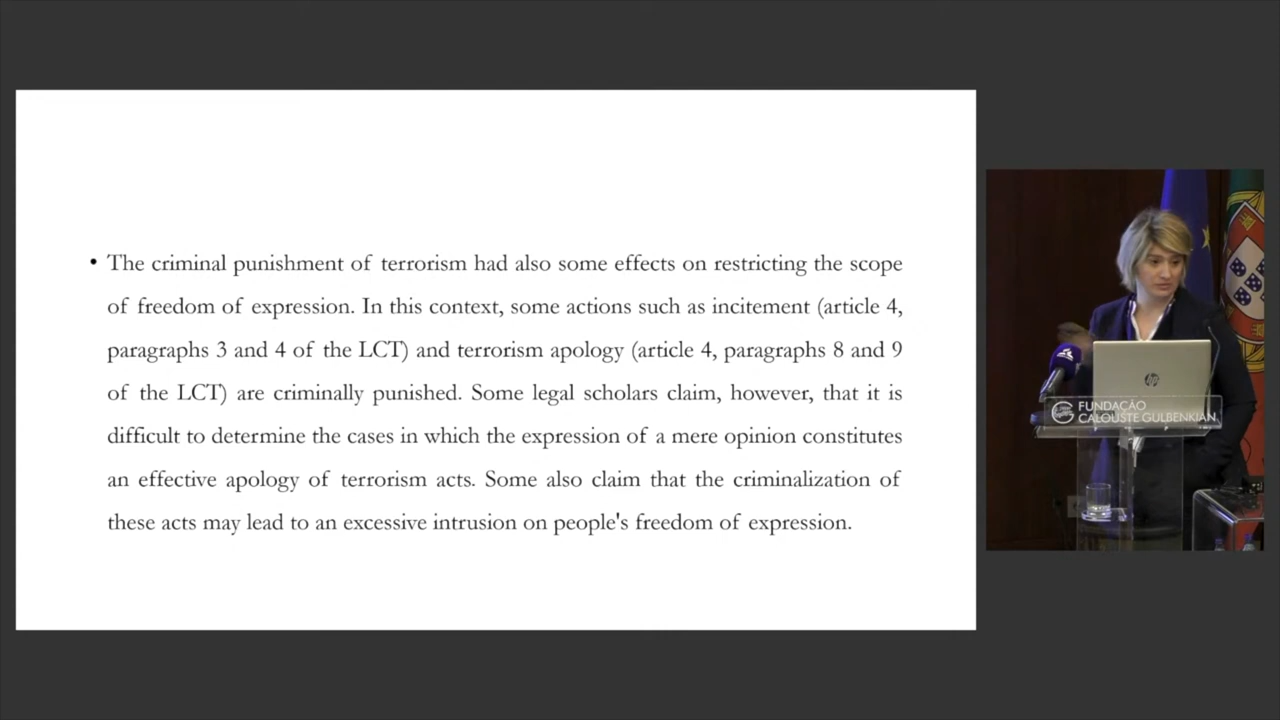 • The criminal punishment of terrorism had also some effects on restricting the scope
of freedom of expression. In this context, some actions such as incitement (article 4,
paragraphs 3 and 4 of the LCT) and terrorism apology (article 4, paragraphs 8 and 9
of the LCT) are criminally punished. Some legal scholars claim, however, that it is
difficult to determine the cases in which the expression of a mere opinion constitutes
an effective apology of terrorism acts. Some also claim that the criminalization of
these acts may lead to an excessive intrusion on people's freedom of expression.
hp
FUNDAÇÃO
CALOUSTE GULBENKIAN